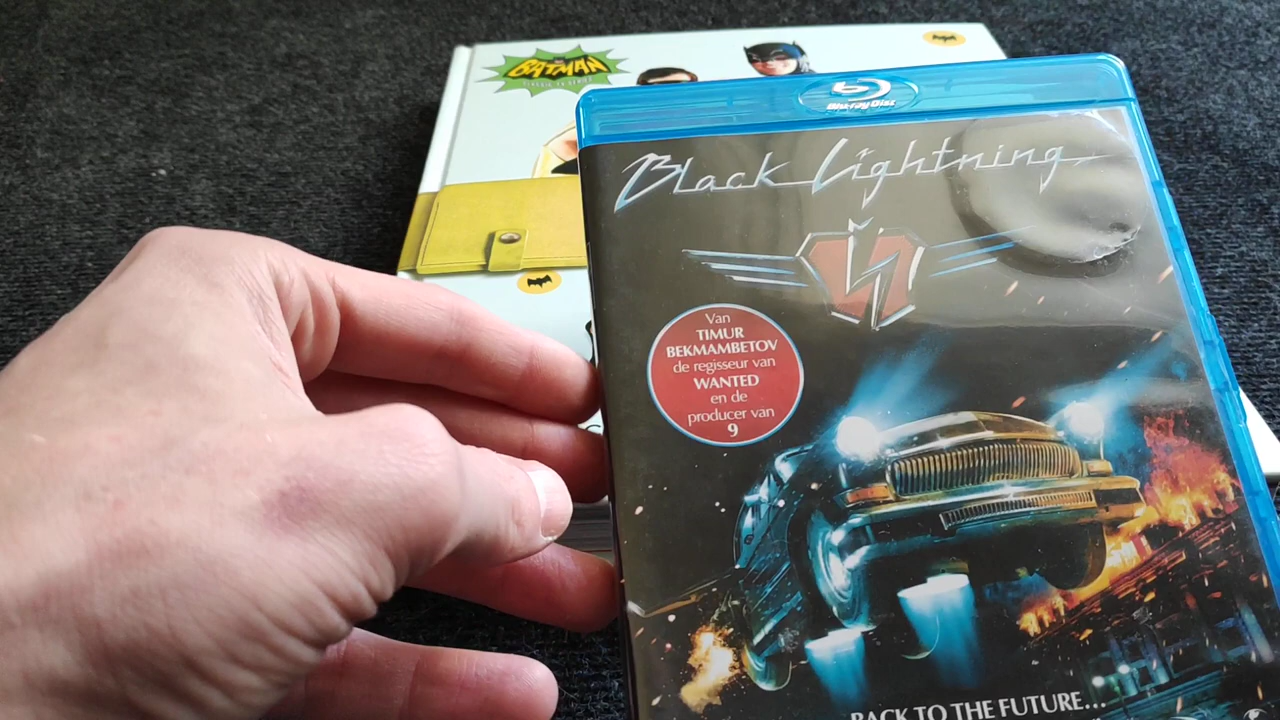 BATMAN
Blu-ray Disc
Black Lightning
Van
TIMUR
BEKMAMBETOV
de regisseur van
WANTED
en de
producer van
9
BACK TO THE FUTURE...